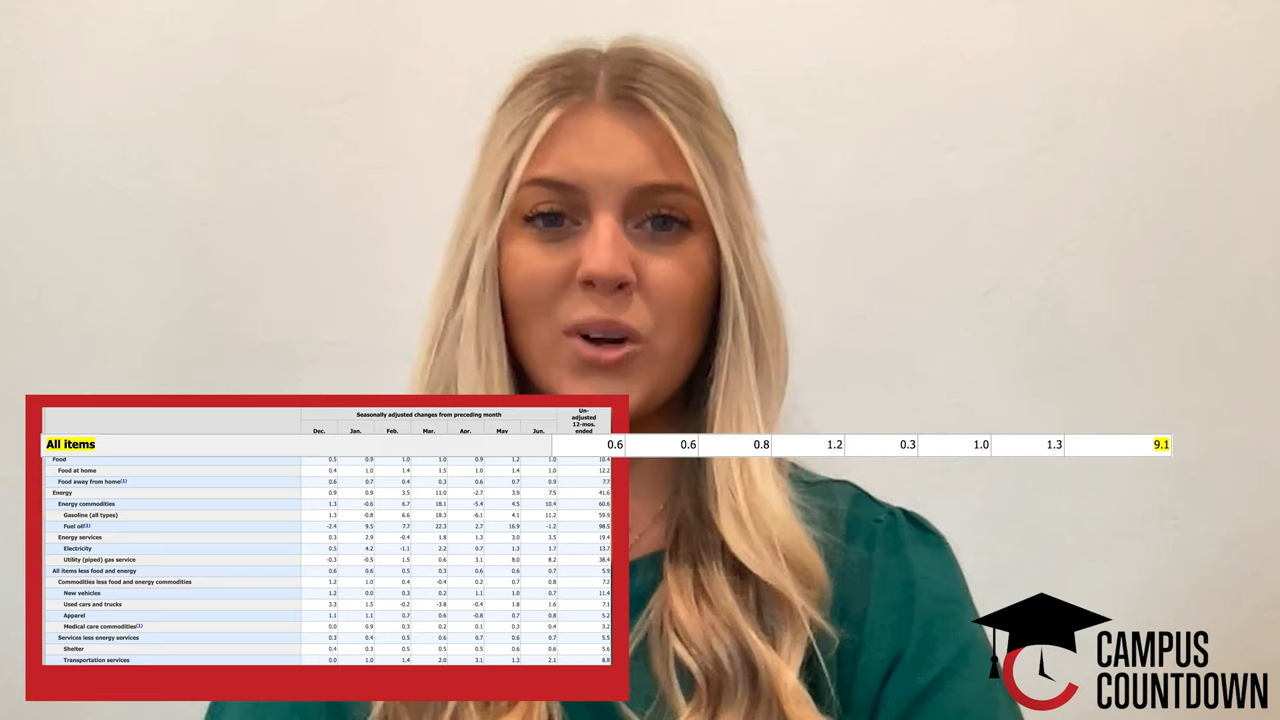 Seasonally adjusted changes from preceding month
Un-
adjusted
12-mos.
ended
Dec. Jan. Feb. Mar. Apr. May Jun.
All items 0.6 0.6 0.8 1.2 0.3 1.0 1.3 9.1
Food 0.5 0.9 1.0 1.0 0.9 1.2 1.0 10.4
Food at home 0.4 1.0 1.4 1.5 1.0 1.4 1.0 12.2
Food away from home(1) 0.6 0.7 0.4 0.3 0.6 0.7 0.9 7.7
Energy 0.9 0.9 3.5 11.0 -2.7 3.9 7.5 41.6
Energy commodities 1.3 -0.6 6.7 18.1 -5.4 4.5 10.4 60.6
Gasoline (all types) 1.3 -0.8 6.6 18.3 -6.1 4.1 11.2 59.9
Fuel oil(1) -2.4 9.5 7.7 22.3 2.7 16.9 -1.2 98.5
Energy services 0.3 2.9 -0.4 1.8 1.3 3.0 3.5 19.4
Electricity 0.5 4.2 -1.1 2.2 0.7 1.3 1.7 13.7
Utility (piped) gas service -0.3 -0.5 1.5 0.6 3.1 8.0 8.2 38.4
All items less food and energy 0.6 0.6 0.5 0.3 0.6 0.6 0.7 5.9
Commodities less food and energy commodities 1.2 1.0 0.4 -0.4 0.2 0.7 0.8 7.2
New vehicles 1.2 0.0 0.3 0.2 1.1 1.0 0.7 11.4
Used cars and trucks 3.3 1.5 -0.2 -3.8 -0.4 1.8 1.6 7.1
Apparel 1.1 1.1 0.7 0.6 -0.8 0.7 0.8 5.2
Medical care commodities(1) 0.0 0.9 0.3 0.2 0.1 0.3 0.4 3.2
Services less energy services 0.3 0.4 0.5 0.6 0.7 0.6 0.7 5.5
Shelter 0.4 0.3 0.5 0.5 0.5 0.6 0.6 5.6
Transportation services 0.0 1.0 1.4 2.0 3.1 1.3 2.1 8.8
CAMPUS
COUNTDOWN